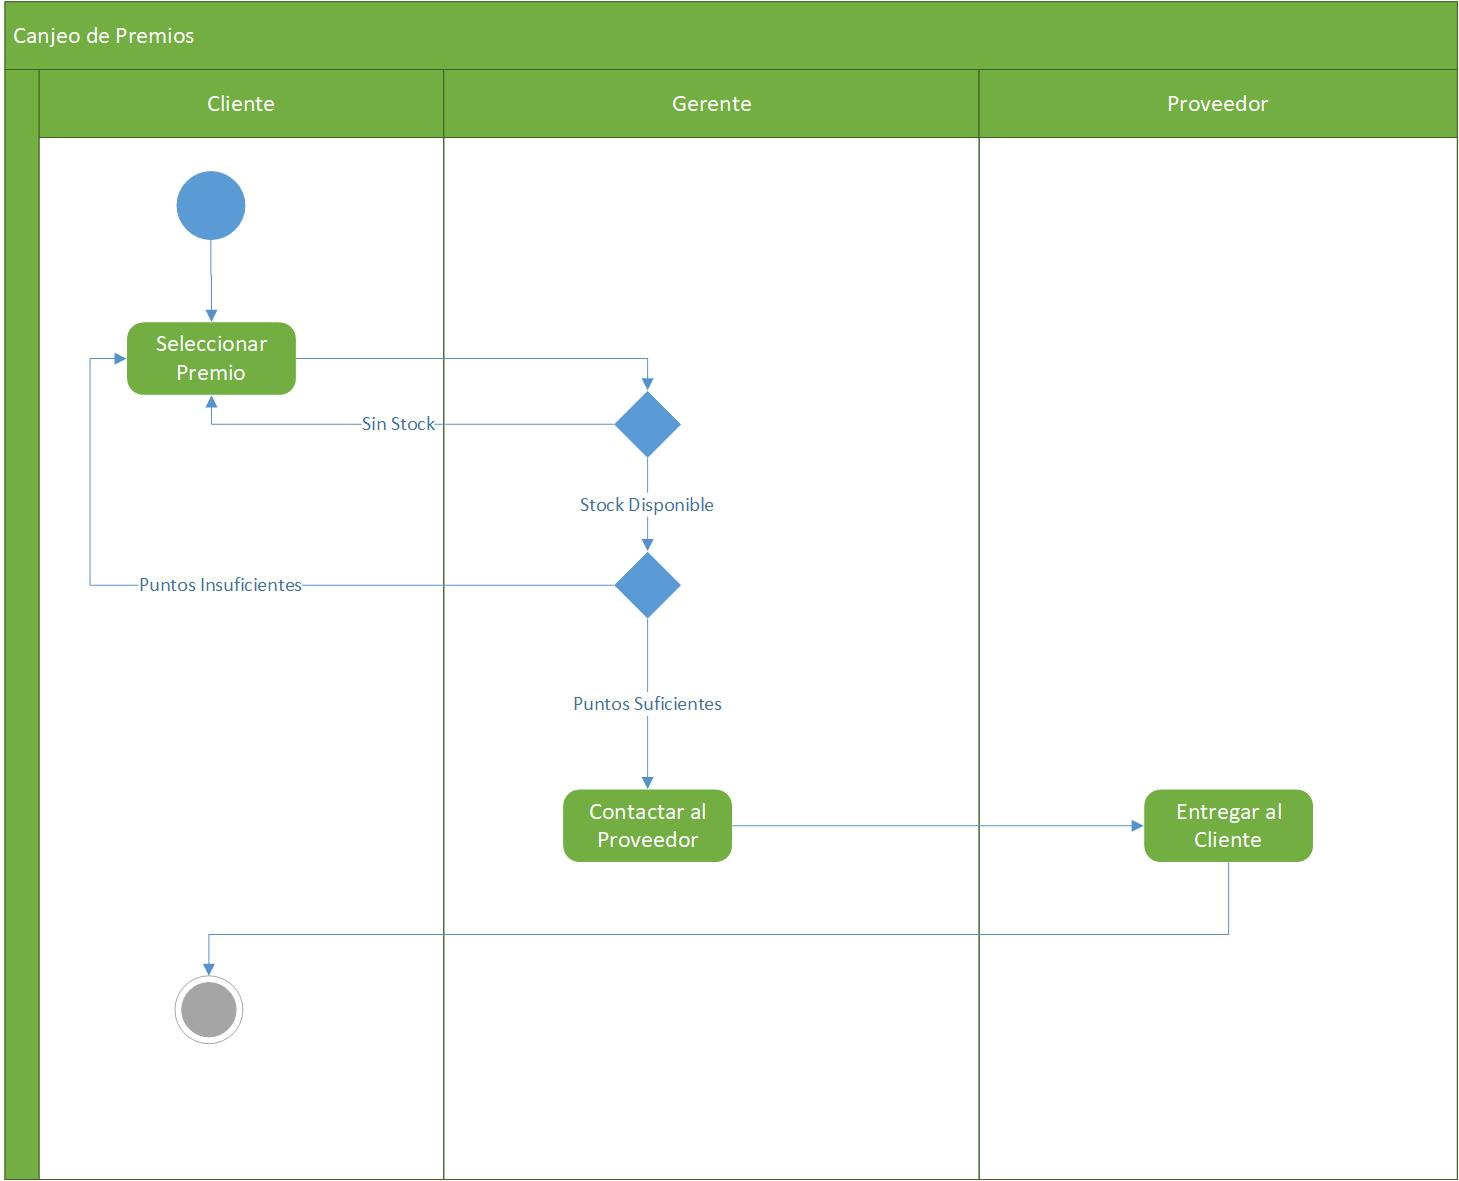 Canjeo de Premios
Cliente
Gerente
Proveedor
Seleccionar
Premio
Sin Stock
Stock Disponible
Puntos Insuficientes
Puntos Suficientes
Contactar al
Proveedor
Entregar al
Cliente